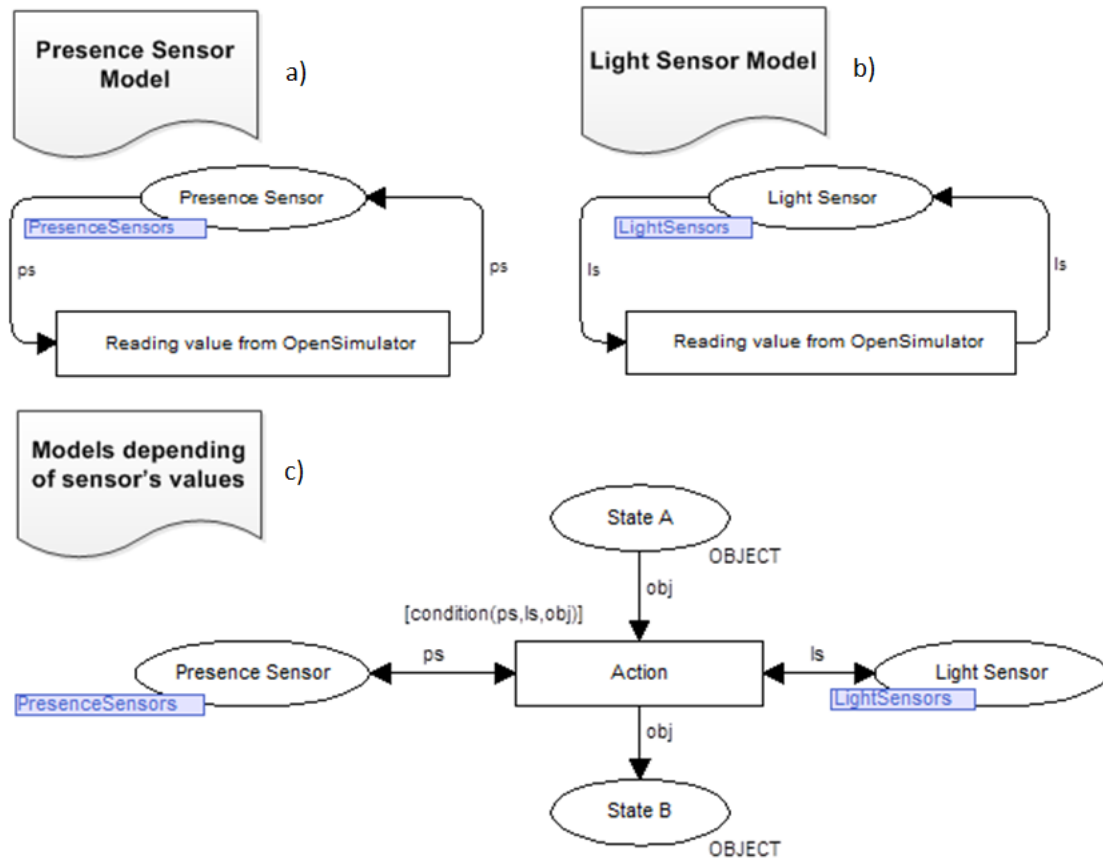 Presence Sensor
Model
a)
Presence Sensor
PresenceSensors
ps
ps
Reading value from OpenSimulator
Light Sensor Model
b)
Light Sensor
LightSensors
ls
ls
Reading value from OpenSimulator
Models depending
of sensor's values
c)
State A
OBJECT
obj
[condition(ps,ls,obj)]
Presence Sensor
PresenceSensors
ps
Action
ls
Light Sensor
LightSensors
obj
State B
OBJECT